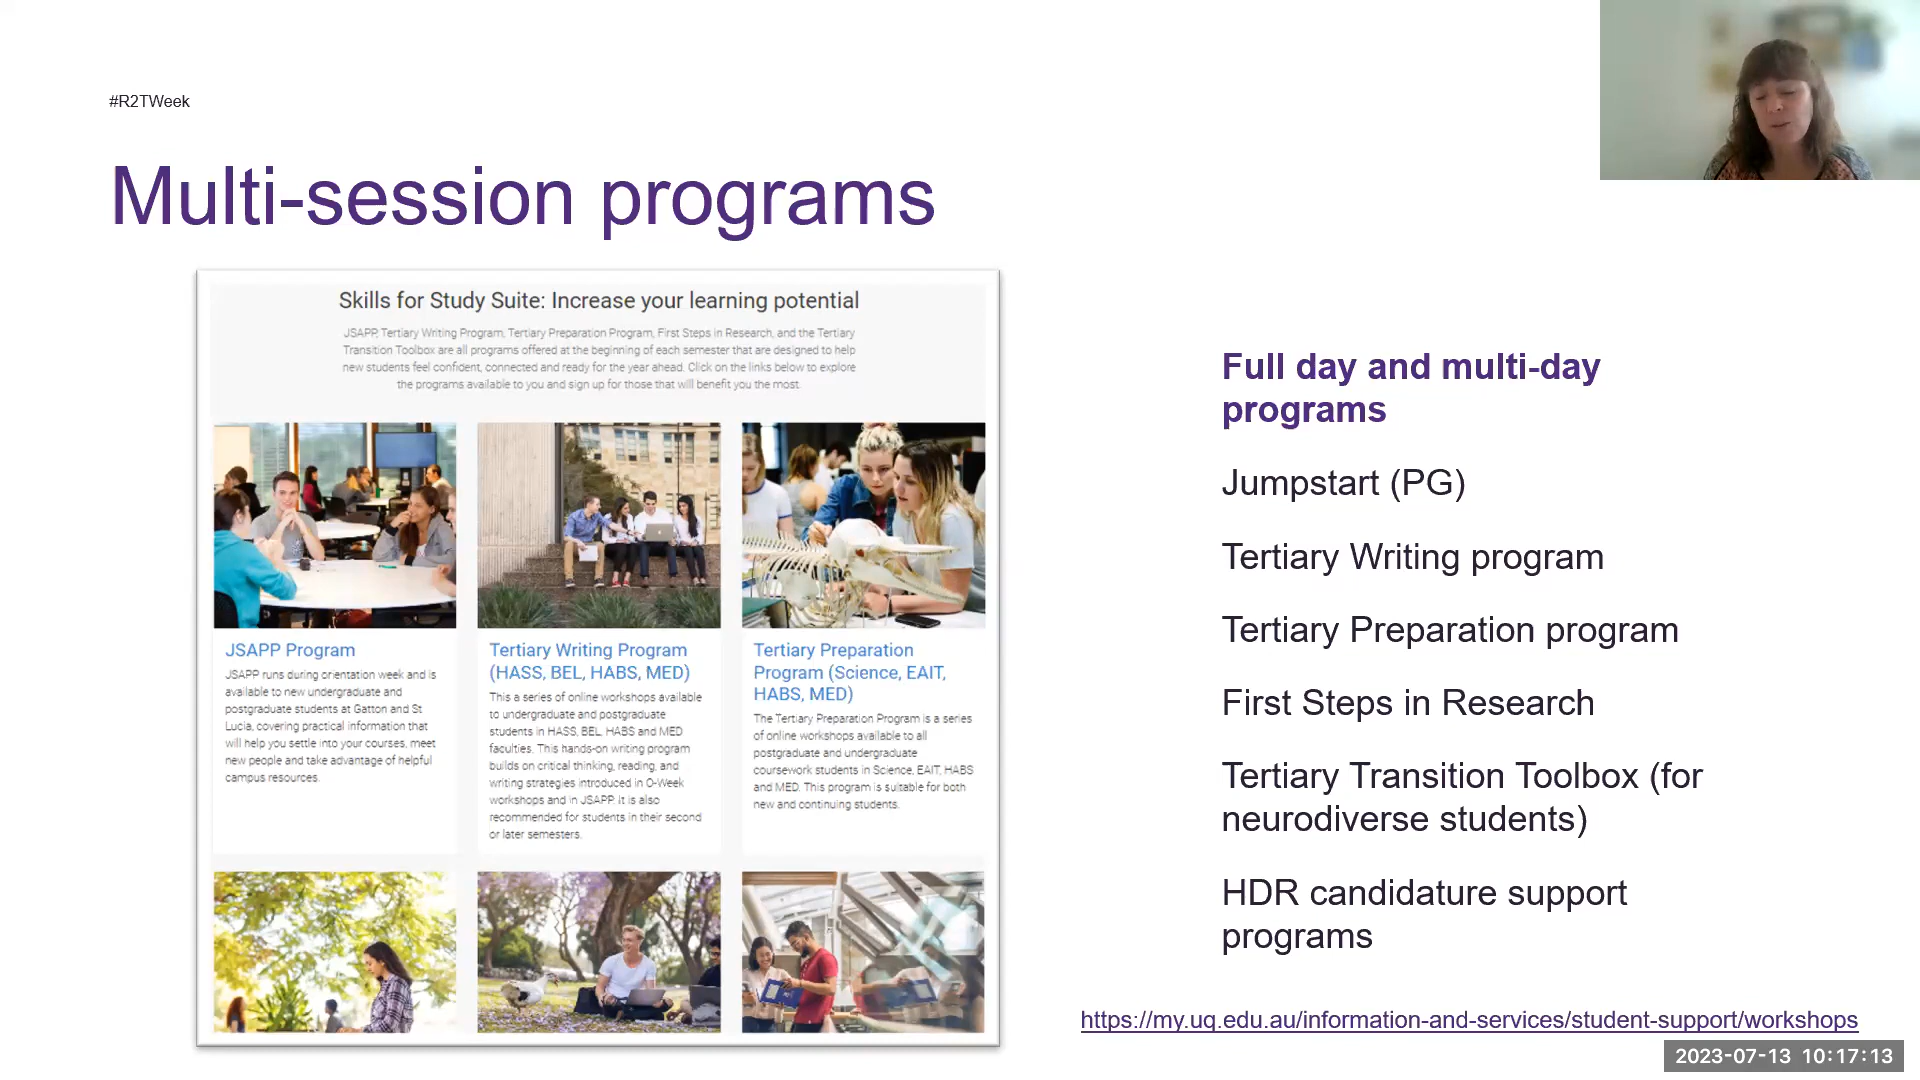 #R2TWeek
Multi-session programs
Skills for Study Suite: Increase your learning potential
JSAPP, Tertiary Writing Program, Tertiary Preparation Program, First Steps in Research, and the Tertiary
Transition Toolbox are all programs offered at the beginning of each semester that are designed to help
new students feel confident, connected and ready for the year ahead. Click on the links below to explore
the programs available to you and sign up for those that will benefit you the most.
JSAPP Program
JSAPP runs during orientation week and is
available to new undergraduate and
postgraduate students at Gatton and St
Lucia, covering practical information that
will help you settle into your courses, meet
new people and take advantage of helpful
campus resources.
Tertiary Writing Program
(HASS, BEL, HABS, MED)
This a series of online workshops available
to undergraduate and postgraduate
students in HASS, BEL, HABS and MED
faculties. This hands-on writing program
builds on critical thinking, reading, and
writing strategies introduced in O-Week
workshops and in JSAPP. It is also
recommended for students in their second
or later semesters.
Tertiary Preparation
Program (Science, EAIT,
HABS, MED)
The Tertiary Preparation Program is a series
of online workshops available to all
postgraduate and undergraduate
coursework students in Science, EAIT, HABS
and MED. This program is suitable for both
new and continuing students.
Full day and multi-day
programs
Jumpstart (PG)
Tertiary Writing program
Tertiary Preparation program
First Steps in Research
Tertiary Transition Toolbox (for
neurodiverse students)
HDR candidature support
programs
https://my.uq.edu.au/information-and-services/student-support/workshops
2023-07-13 10:17:13